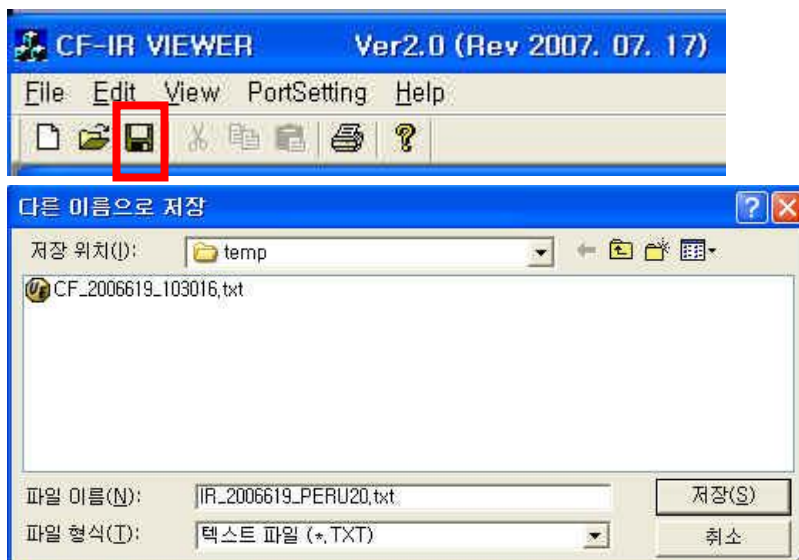 CF-IR VIEWER Ver2.0 (Rev 2007. 07. 17)
File Edit View PortSetting Help
다른 이름으로 저장
저장 위치(I): temp
CF_2006619_103016,txt
파일 이름(N): IR_2006619_PERU20,txt 저장(S)
파일 형식(T): 텍스트 파일 (*,TXT) 취소